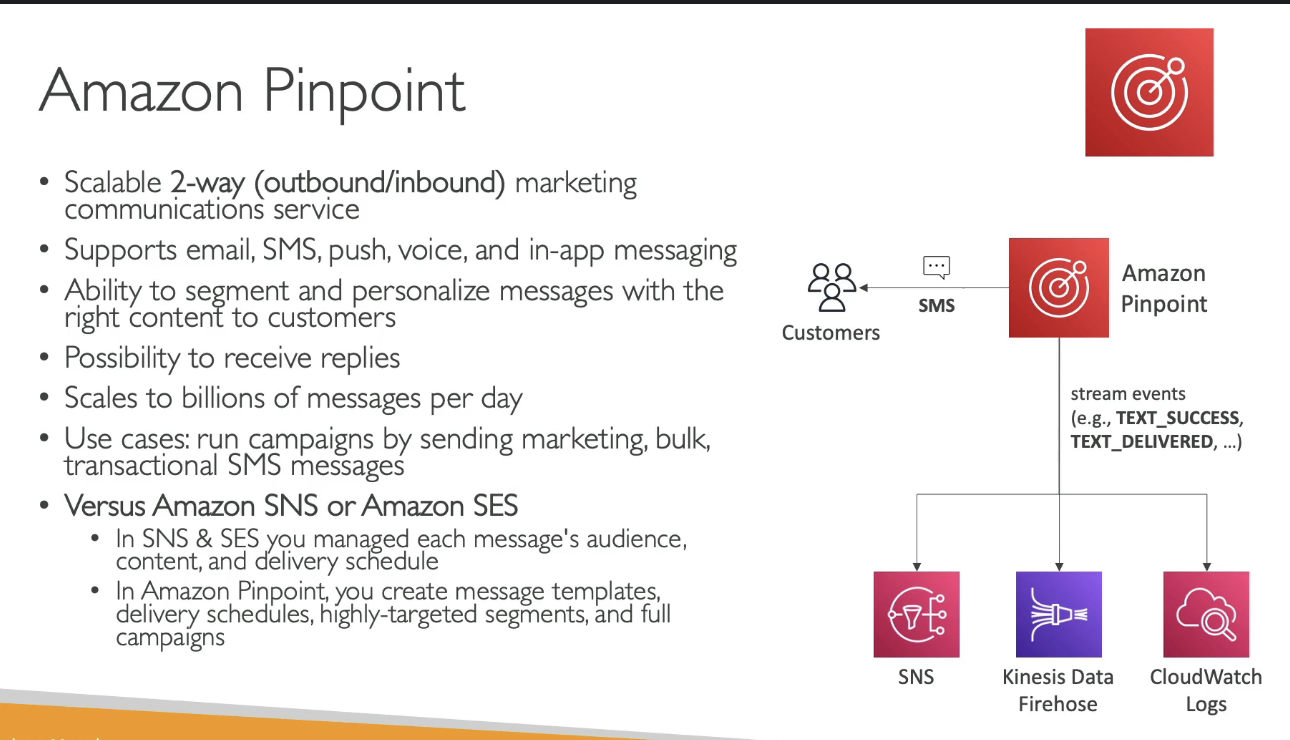 Amazon Pinpoint
• Scalable 2-way (outbound/inbound) marketing
communications service
• Supports email, SMS, push, voice, and in-app messaging
• Ability to segment and personalize messages with the
right content to customers
• Possibility to receive replies
• Scales to billions of messages per day
• Use cases: run campaigns by sending marketing, bulk,
transactional SMS messages
• Versus Amazon SNS or Amazon SES
• In SNS & SES you managed each message's audience,
content, and delivery schedule
• In Amazon Pinpoint, you create message templates,
delivery schedules, highly-targeted segments, and full
campaigns
Customers
SMS
Amazon
Pinpoint
stream events
(e.g., TEXT_SUCCESS,
TEXT_DELIVERED, ...)
SNS
Kinesis Data
Firehose
CloudWatch
Logs